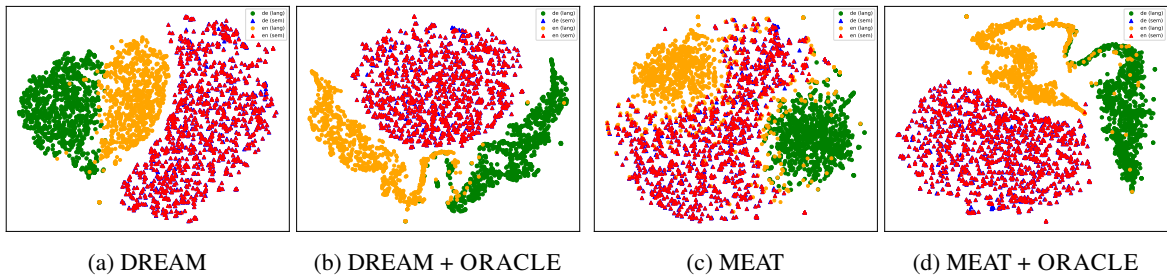 de (lang)
de (sem)
en (lang)
en (sem)
de (lang)
de (sem)
en (lang)
en (sem)
de (lang)
de (sem)
en (lang)
en (sem)
de (lang)
de (sem)
en (lang)
en (sem)
(a) DREAM
(b) DREAM + ORACLE
(c) MEAT
(d) MEAT + ORACLE